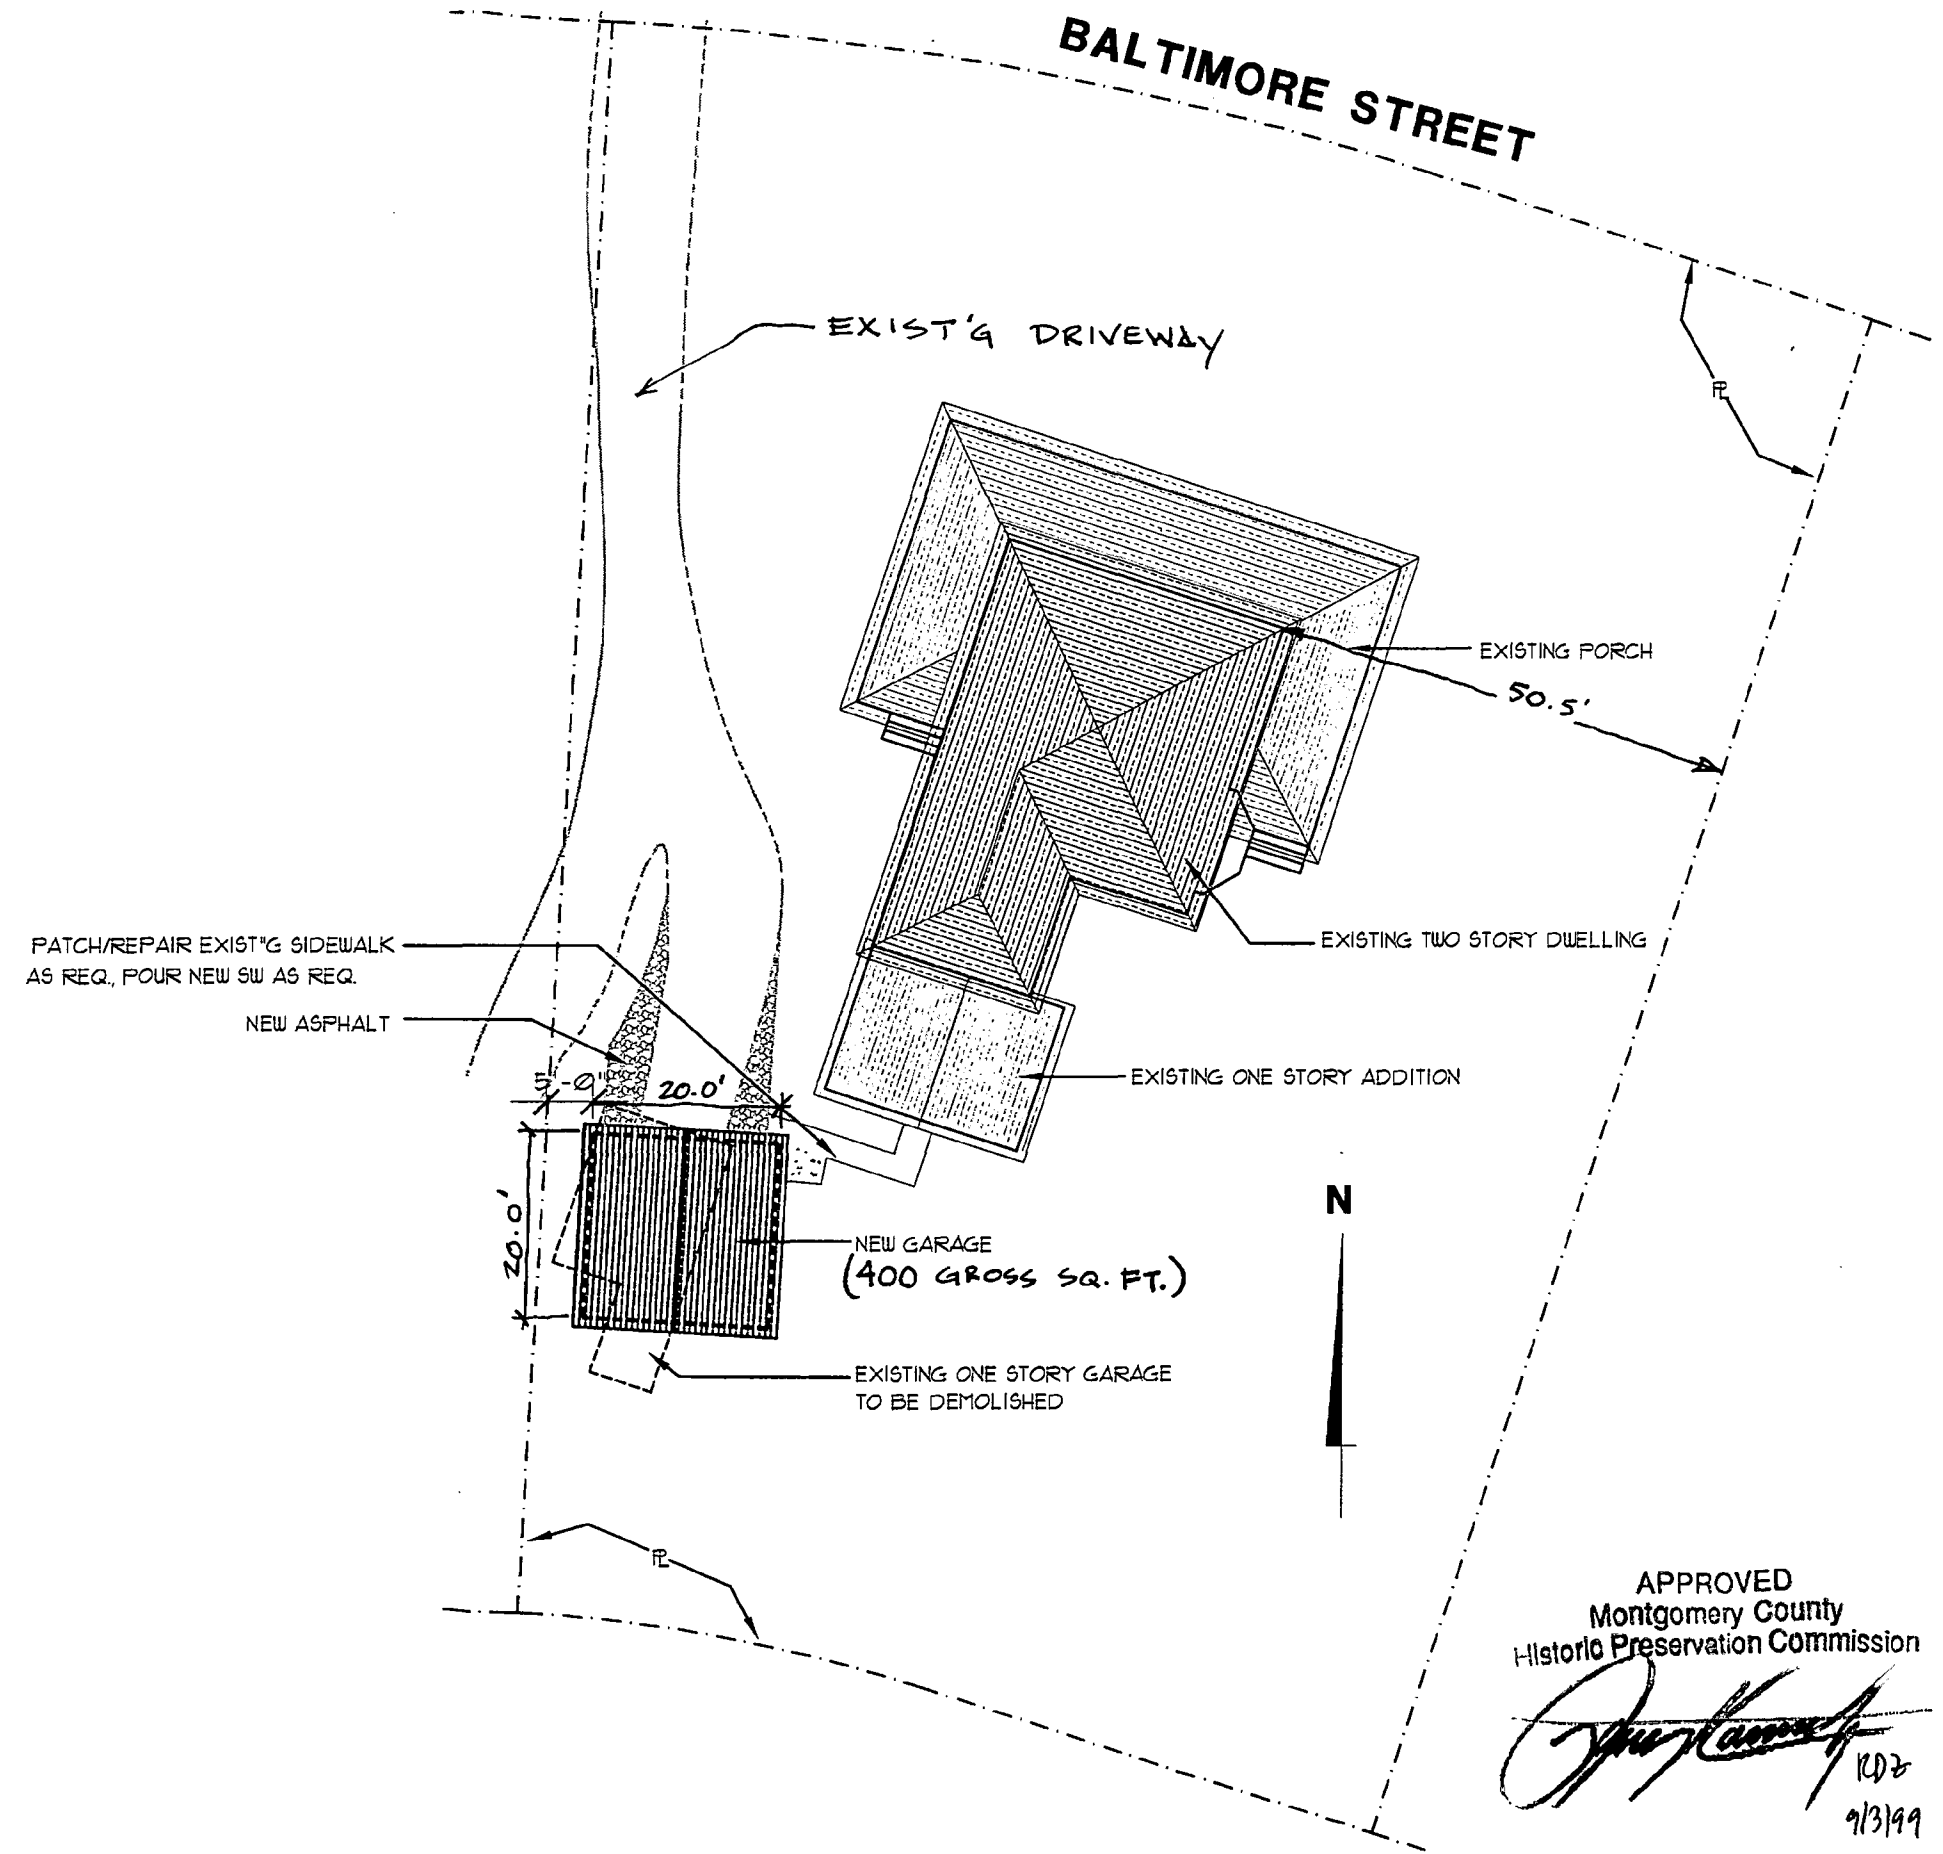 BALTIMORE STREET
EXIST'G DRIVEWAY
PL
EXISTING PORCH
50.5'
PATCH/REPAIR EXIST"G SIDEWALK
AS REQ., POUR NEW SW AS REQ.
EXISTING TWO STORY DWELLING
NEW ASPHALT
EXISTING ONE STORY ADDITION
5'-9"
20.0'
20.0'
N
NEW GARAGE
(400 GROSS SQ. FT.)
EXISTING ONE STORY GARAGE
TO BE DEMOLISHED
PL
APPROVED
Montgomery County
Historic Preservation Commission
RDZ
9/3/99